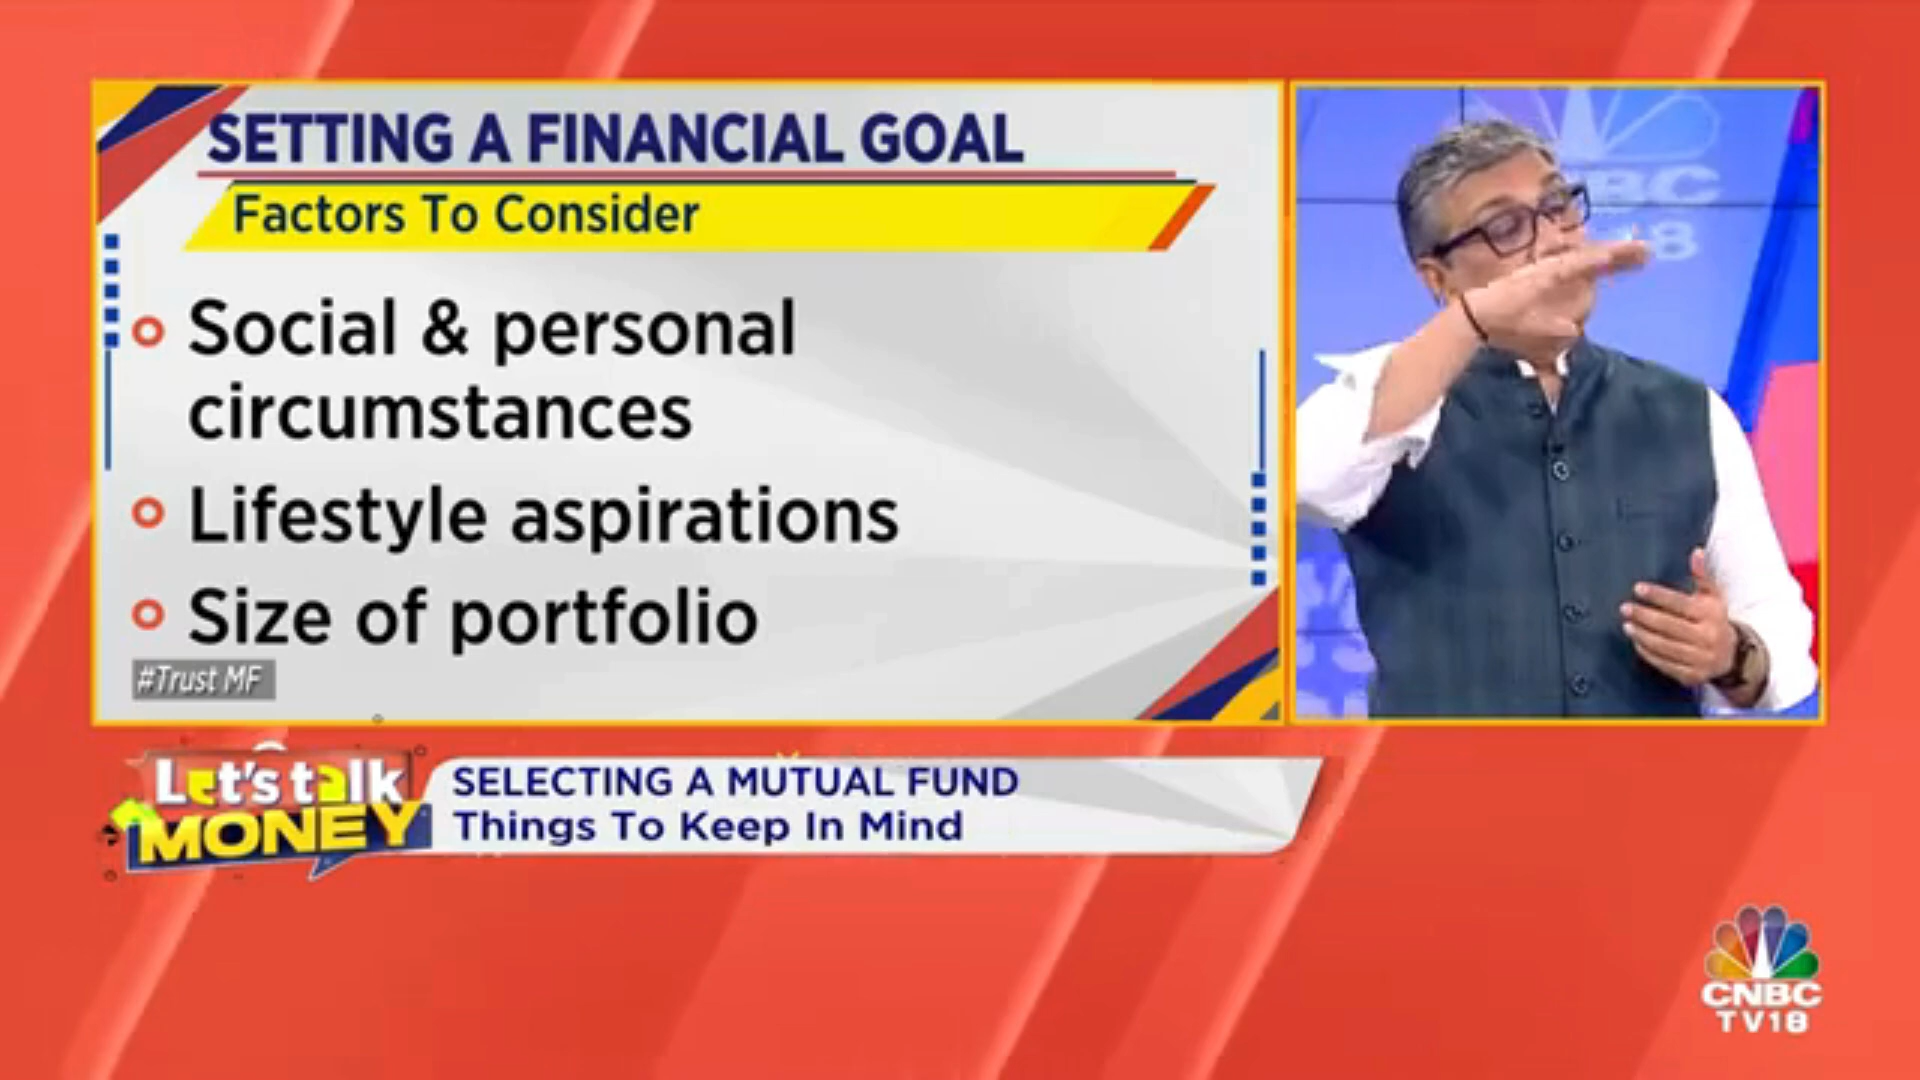 SETTING A FINANCIAL GOAL
Factors To Consider
Social & personal
circumstances
Lifestyle aspirations
Size of portfolio
#Trust MF
Let's talk
MONEY
SELECTING A MUTUAL FUND
Things To Keep In Mind
CNBC
TV18